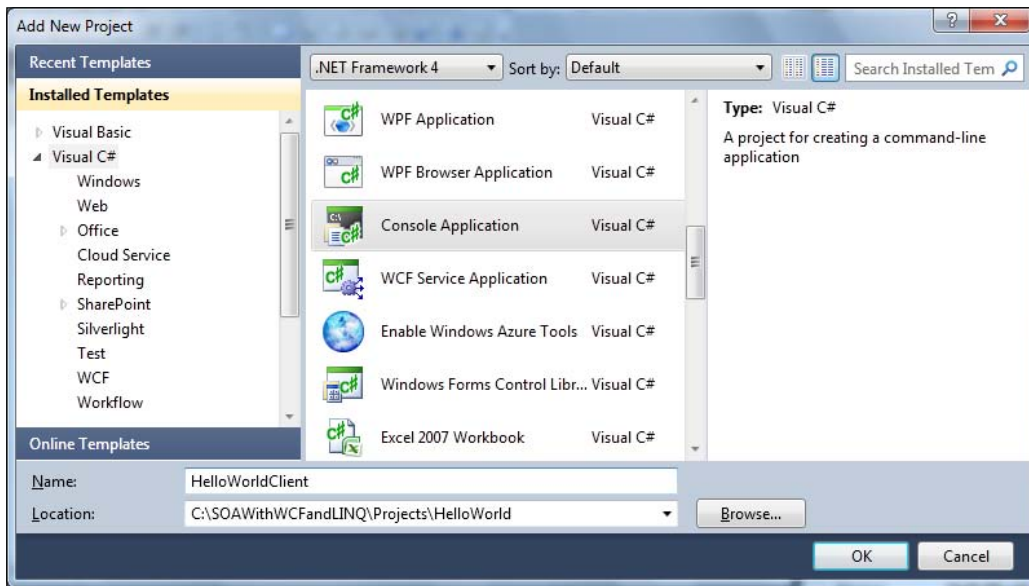 Add New Project
Recent Templates
Installed Templates
Visual Basic
Visual C#
Windows
Web
Office
Cloud Service
Reporting
SharePoint
Silverlight
Test
WCF
Workflow
Online Templates
.NET Framework 4 Sort by: Default Search Installed Tem
WPF Application Visual C#
WPF Browser Application Visual C#
Console Application Visual C#
WCF Service Application Visual C#
Enable Windows Azure Tools Visual C#
Windows Forms Control Libr... Visual C#
Excel 2007 Workbook Visual C#
Type: Visual C#
A project for creating a command-line
application
Name: HelloWorldClient
Location: C:\SOAWithWCFandLINQ\Projects\HelloWorld Browse...
OK Cancel